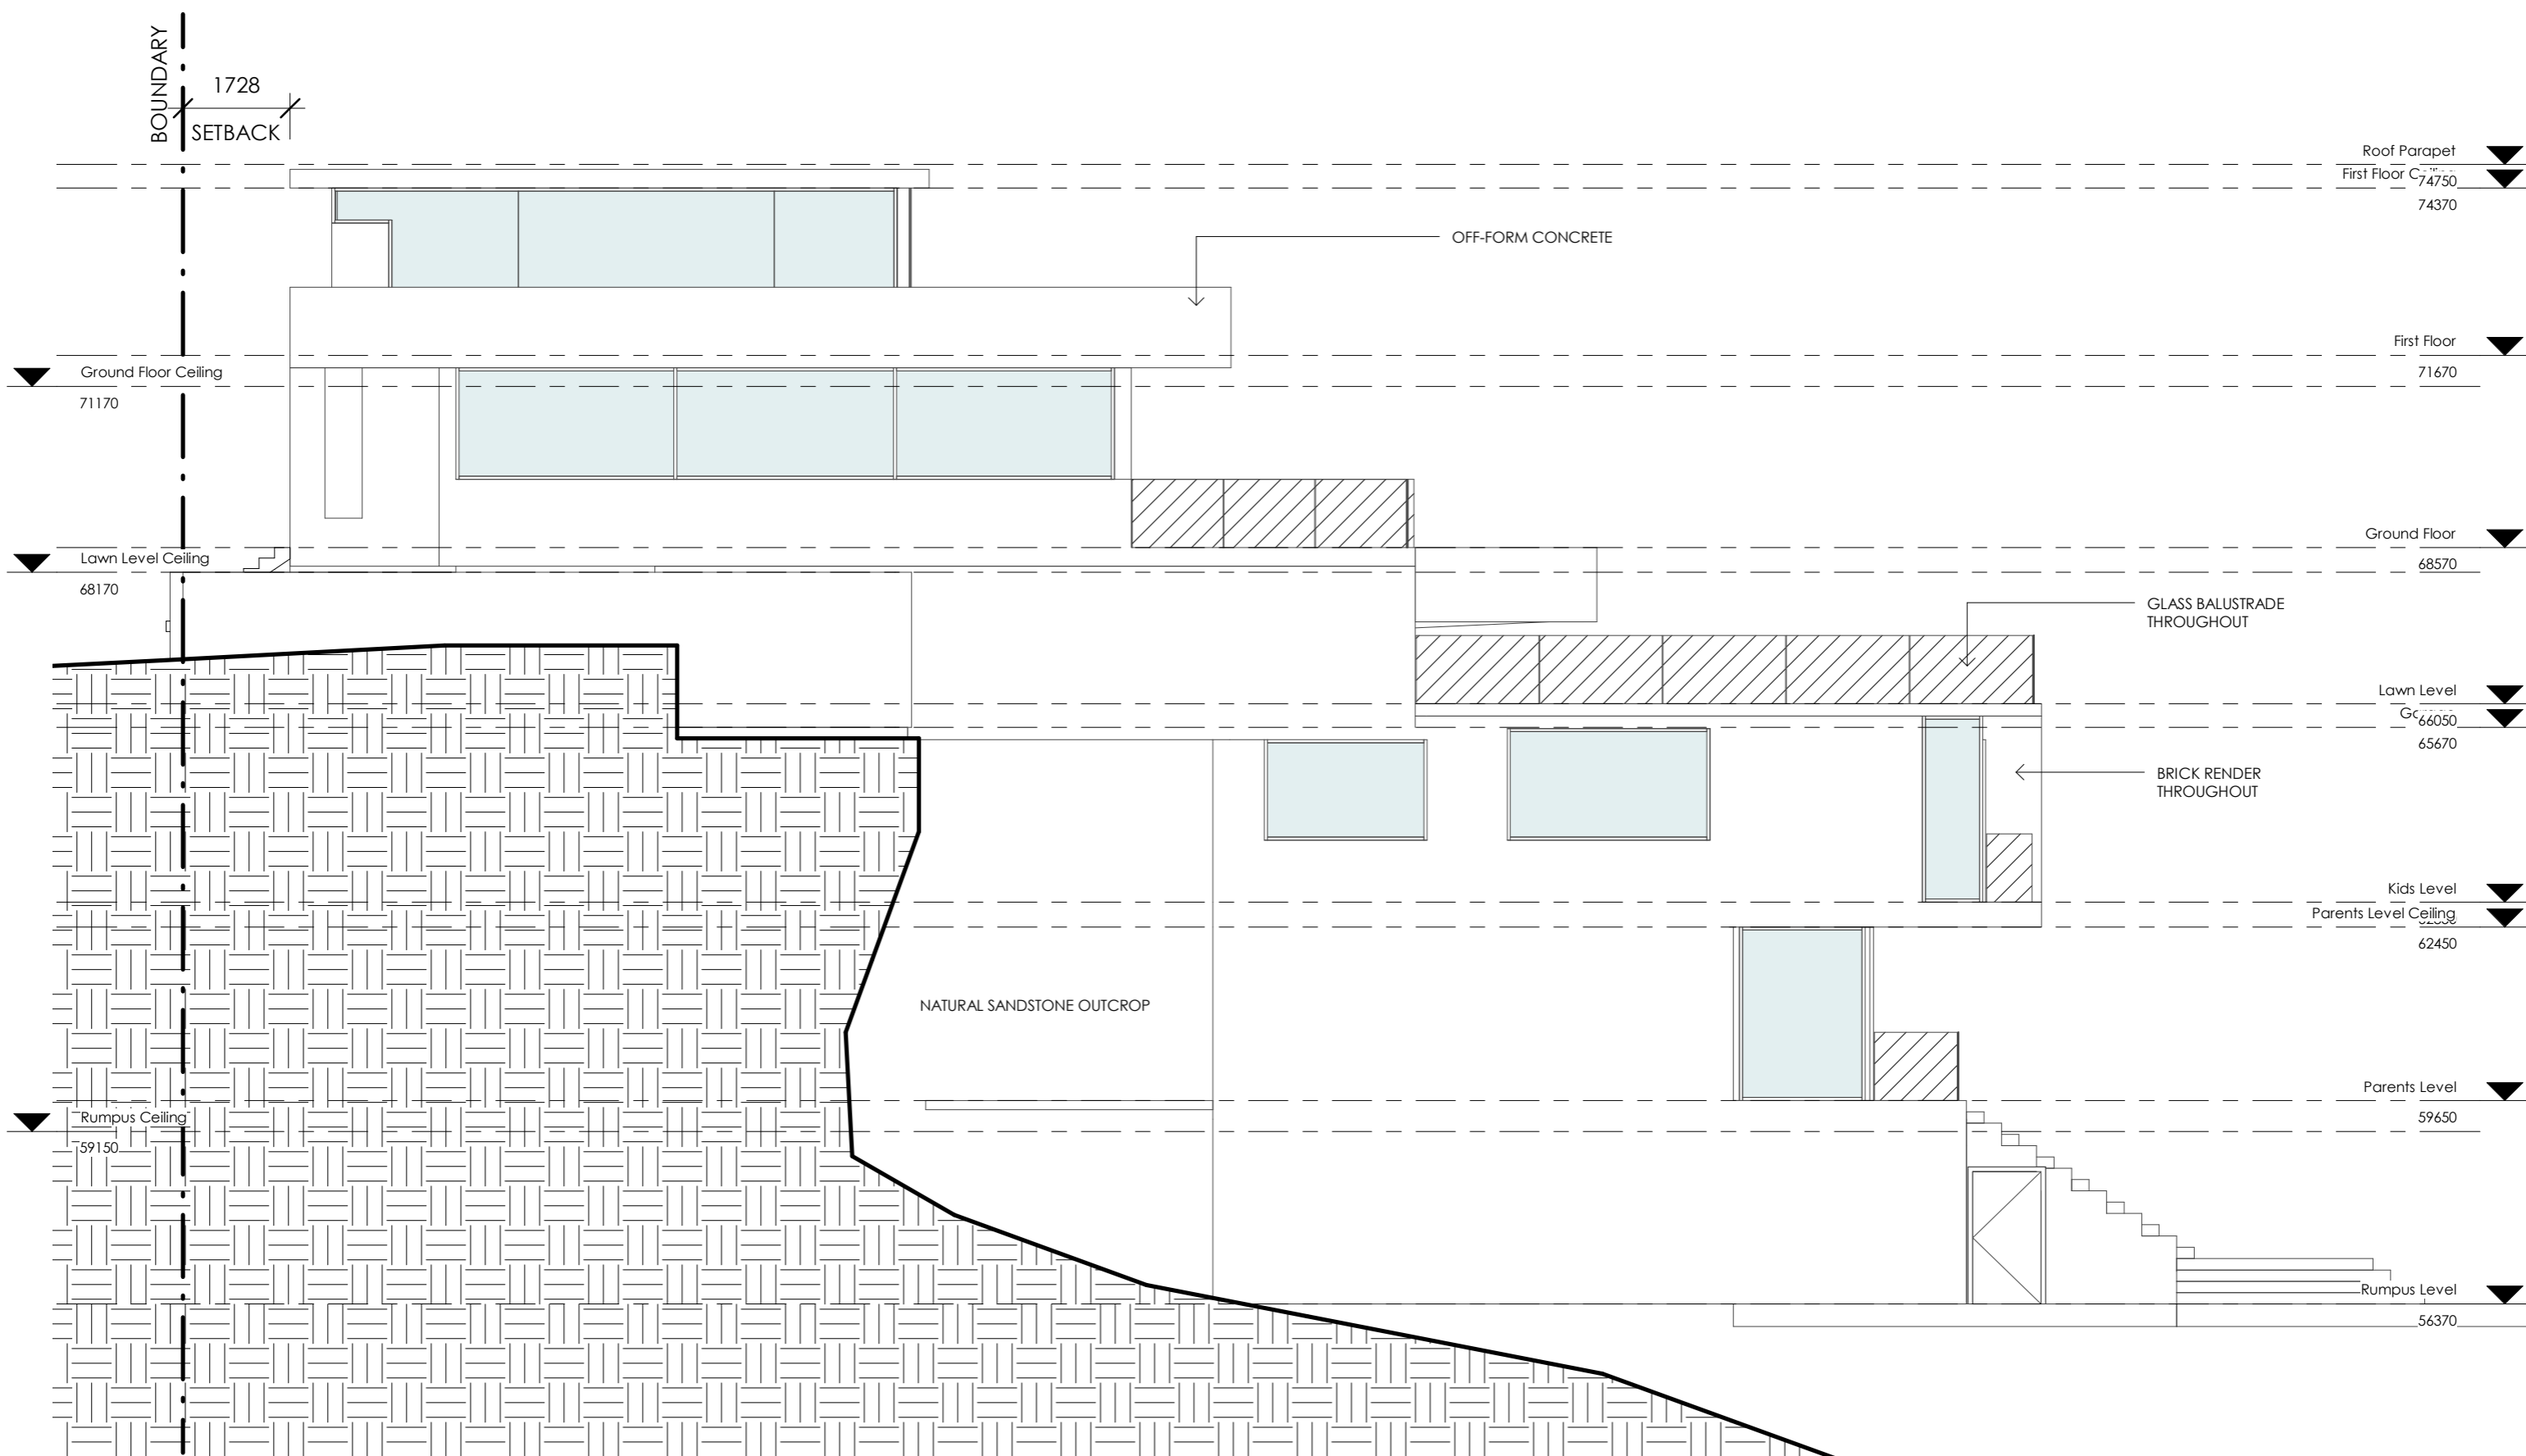 BOUNDARY
1728
SETBACK
Roof Parapet
First Floor
74750
74370
OFF-FORM CONCRETE
First Floor
71670
Ground Floor Ceiling
71170
Ground Floor
68570
Lawn Level Ceiling
68170
GLASS BALUSTRADE
THROUGHOUT
Lawn Level
66050
65670
BRICK RENDER
THROUGHOUT
Kids Level
Parents Level Ceiling
62450
NATURAL SANDSTONE OUTCROP
Parents Level
59650
Rumpus Ceiling
59150
Rumpus Level
56370